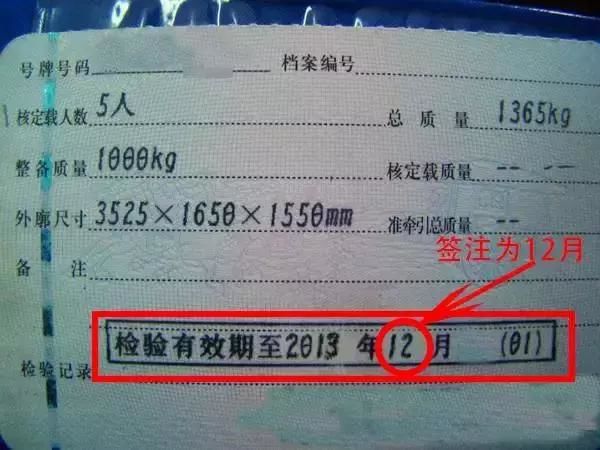 号牌号码 档案编号
核定载人数 5人 总质量 1365kg
整备质量 1000kg 核定载质量 -- --
外廓尺寸 3525×1650×1550mm 准牵引总质量 --
签注为12月
备注
检验有效期至2013年12月 (01)
检验记录